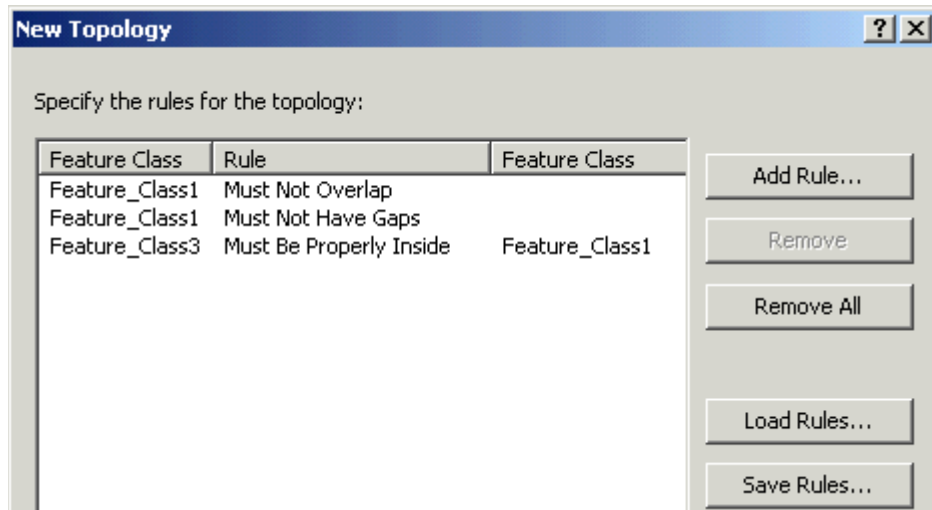 New Topology
Specify the rules for the topology:
Feature Class Rule Feature Class
Feature_Class1 Must Not Overlap
Feature_Class1 Must Not Have Gaps
Feature_Class3 Must Be Properly Inside Feature_Class1
Add Rule...
Remove
Remove All
Load Rules...
Save Rules...